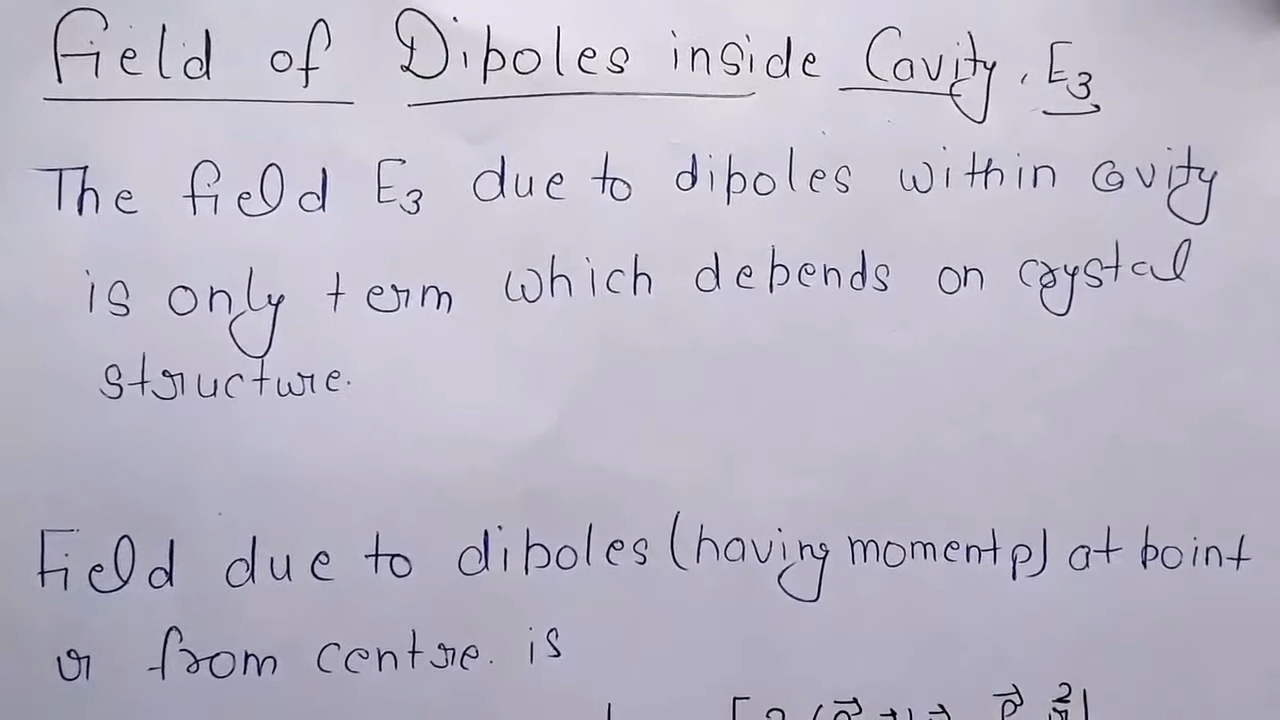 Field of Dipoles inside Cavity, E₃
The field E₃ due to dipoles within cavity
is only term which depends on crystal
structure.
Field due to dipoles (having moment p) at point
r from centre. is